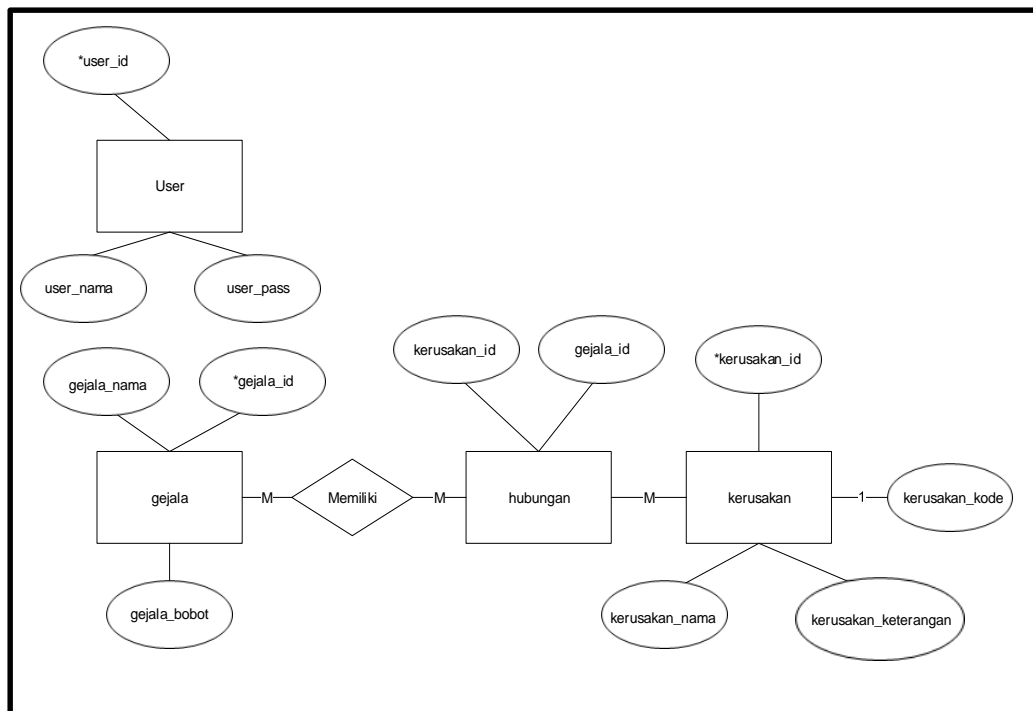 *user_id
User
user_nama
user_pass
kerusakan_id
gejala_id
*kerusakan_id
gejala_nama
*gejala_id
gejala
M
Memiliki
M
hubungan
M
kerusakan
1
kerusakan_kode
gejala_bobot
kerusakan_nama
kerusakan_keterangan